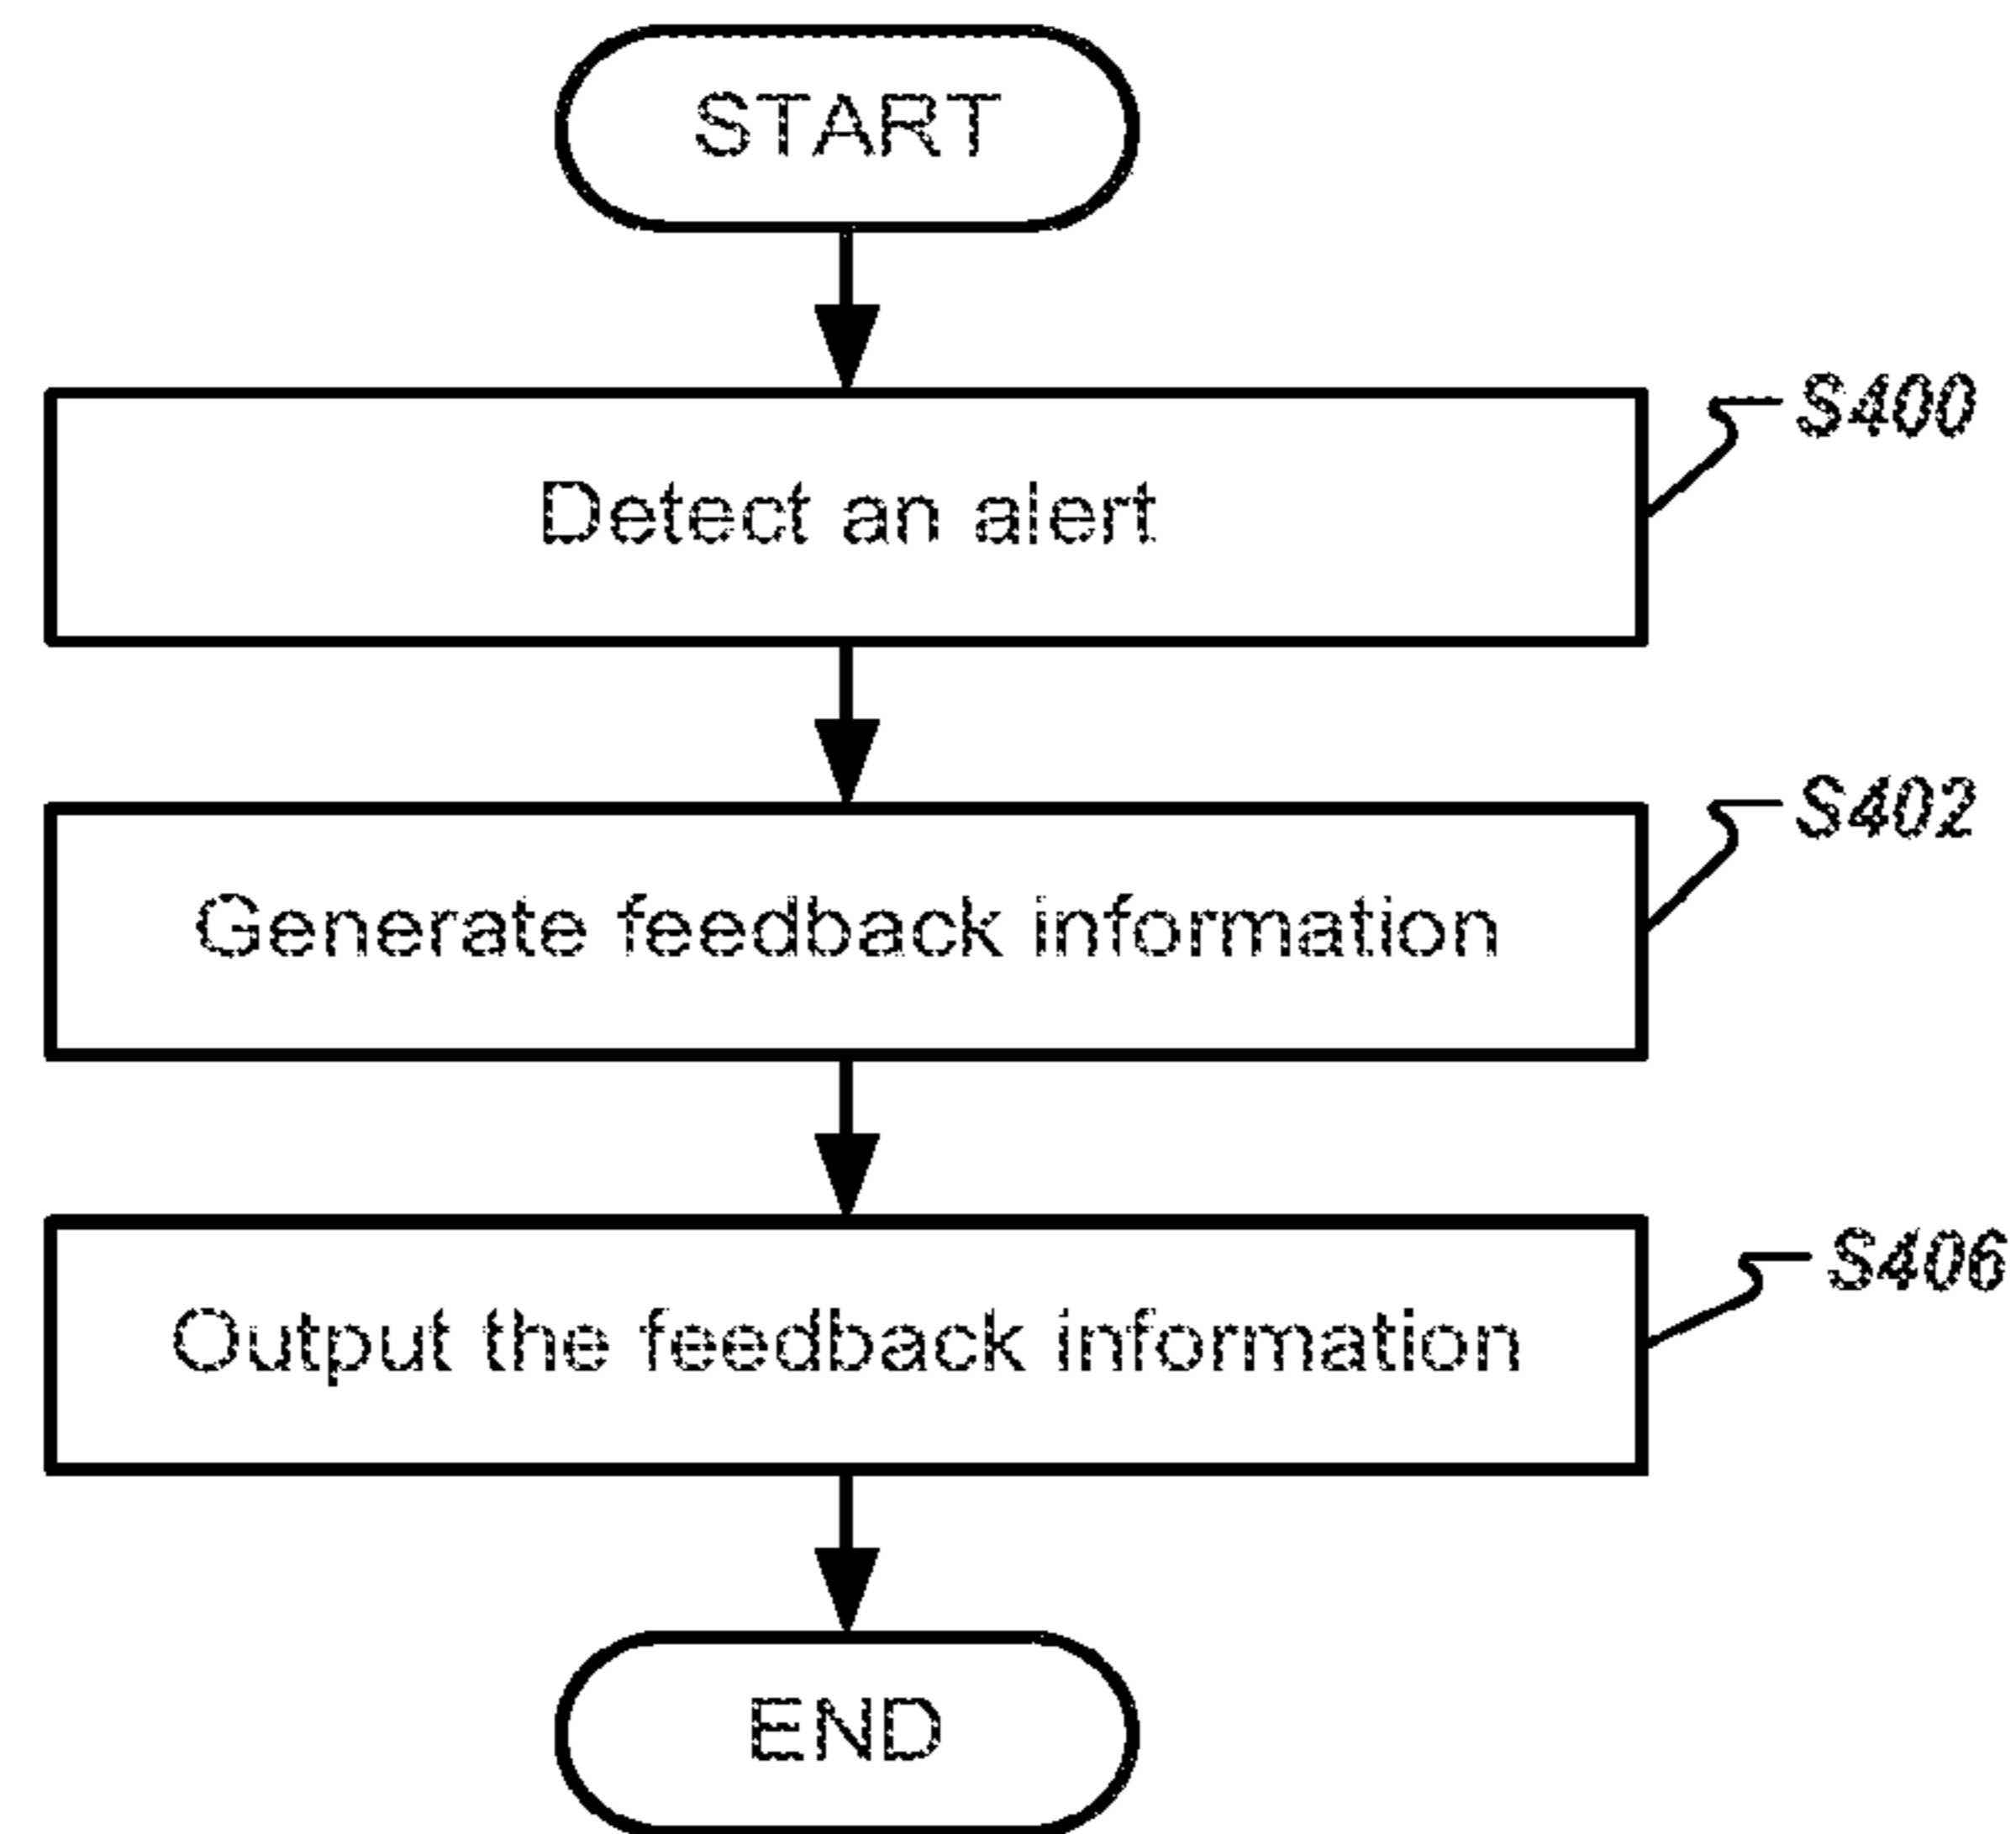 START
Detect an alert
S400
Generate feedback information
S402
Output the feedback information
S406
END